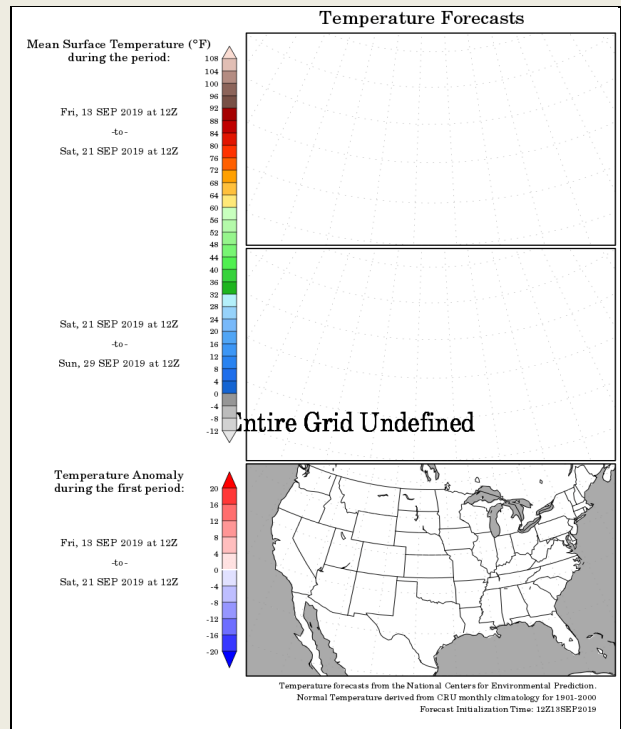 Temperature Forecasts
Mean Surface Temperature (°F)
during the period:
108
104
100
96
92
88
84
80
76
72
68
64
60
56
52
48
44
40
36
32
28
24
20
16
12
8
4
0
-4
-8
-12
Fri, 13 SEP 2019 at 12Z
-to-
Sat, 21 SEP 2019 at 12Z
Sat, 21 SEP 2019 at 12Z
-to-
Sun, 29 SEP 2019 at 12Z
Entire Grid Undefined
Temperature Anomaly
during the first period:
20
16
12
8
4
0
-4
-8
-12
-16
-20
Fri, 13 SEP 2019 at 12Z
-to-
Sat, 21 SEP 2019 at 12Z
Temperature forecasts from the National Centers for Environmental Prediction.
Normal Temperature derived from CRU monthly climatology for 1901-2000
Forecast Initialization Time: 12Z13SEP2019